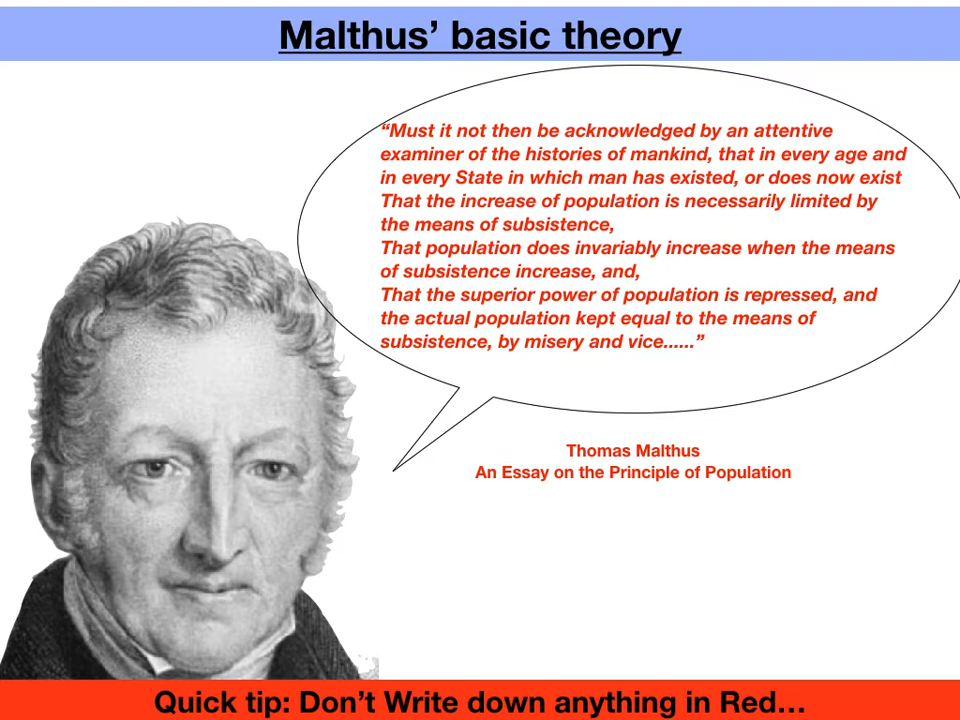 Malthus’ basic theory
“Must it not then be acknowledged by an attentive
examiner of the histories of mankind, that in every age and
in every State in which man has existed, or does now exist
That the increase of population is necessarily limited by
the means of subsistence,
That population does invariably increase when the means
of subsistence increase, and,
That the superior power of population is repressed, and
the actual population kept equal to the means of
subsistence, by misery and vice......”
Thomas Malthus
An Essay on the Principle of Population
Quick tip: Don’t Write down anything in Red…